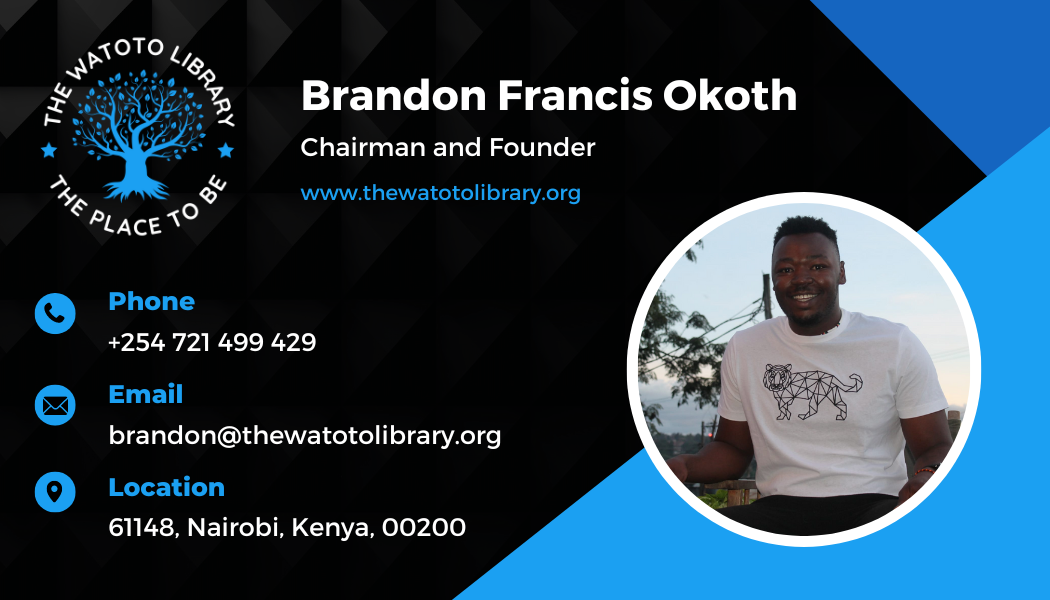 THE WATOTO LIBRARY
THE PLACE TO BE
Brandon Francis Okoth
Chairman and Founder
www.thewatotolibrary.org
Phone
+254 721 499 429
Email
brandon@thewatotolibrary.org
Location
61148, Nairobi, Kenya, 00200